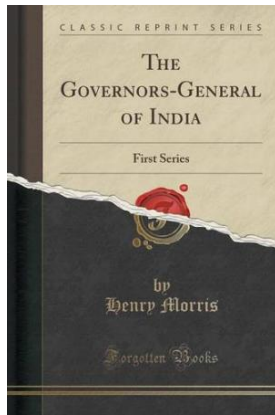 CLASSIC REPRINT SERIES
THE
GOVERNORS-GENERAL
OF INDIA
First Series
by
Henry Morris
Forgotten Books